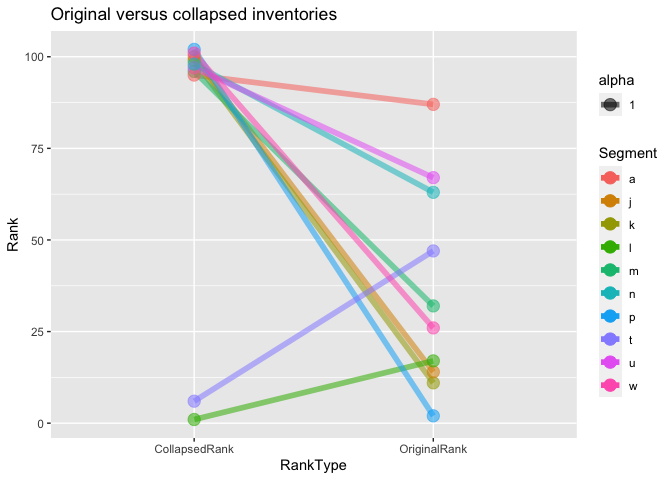 Original versus collapsed inventories
Rank
100
75
50
25
0
CollapsedRank
OriginalRank
RankType
alpha
1
Segment
a
j
k
l
m
n
p
t
u
w